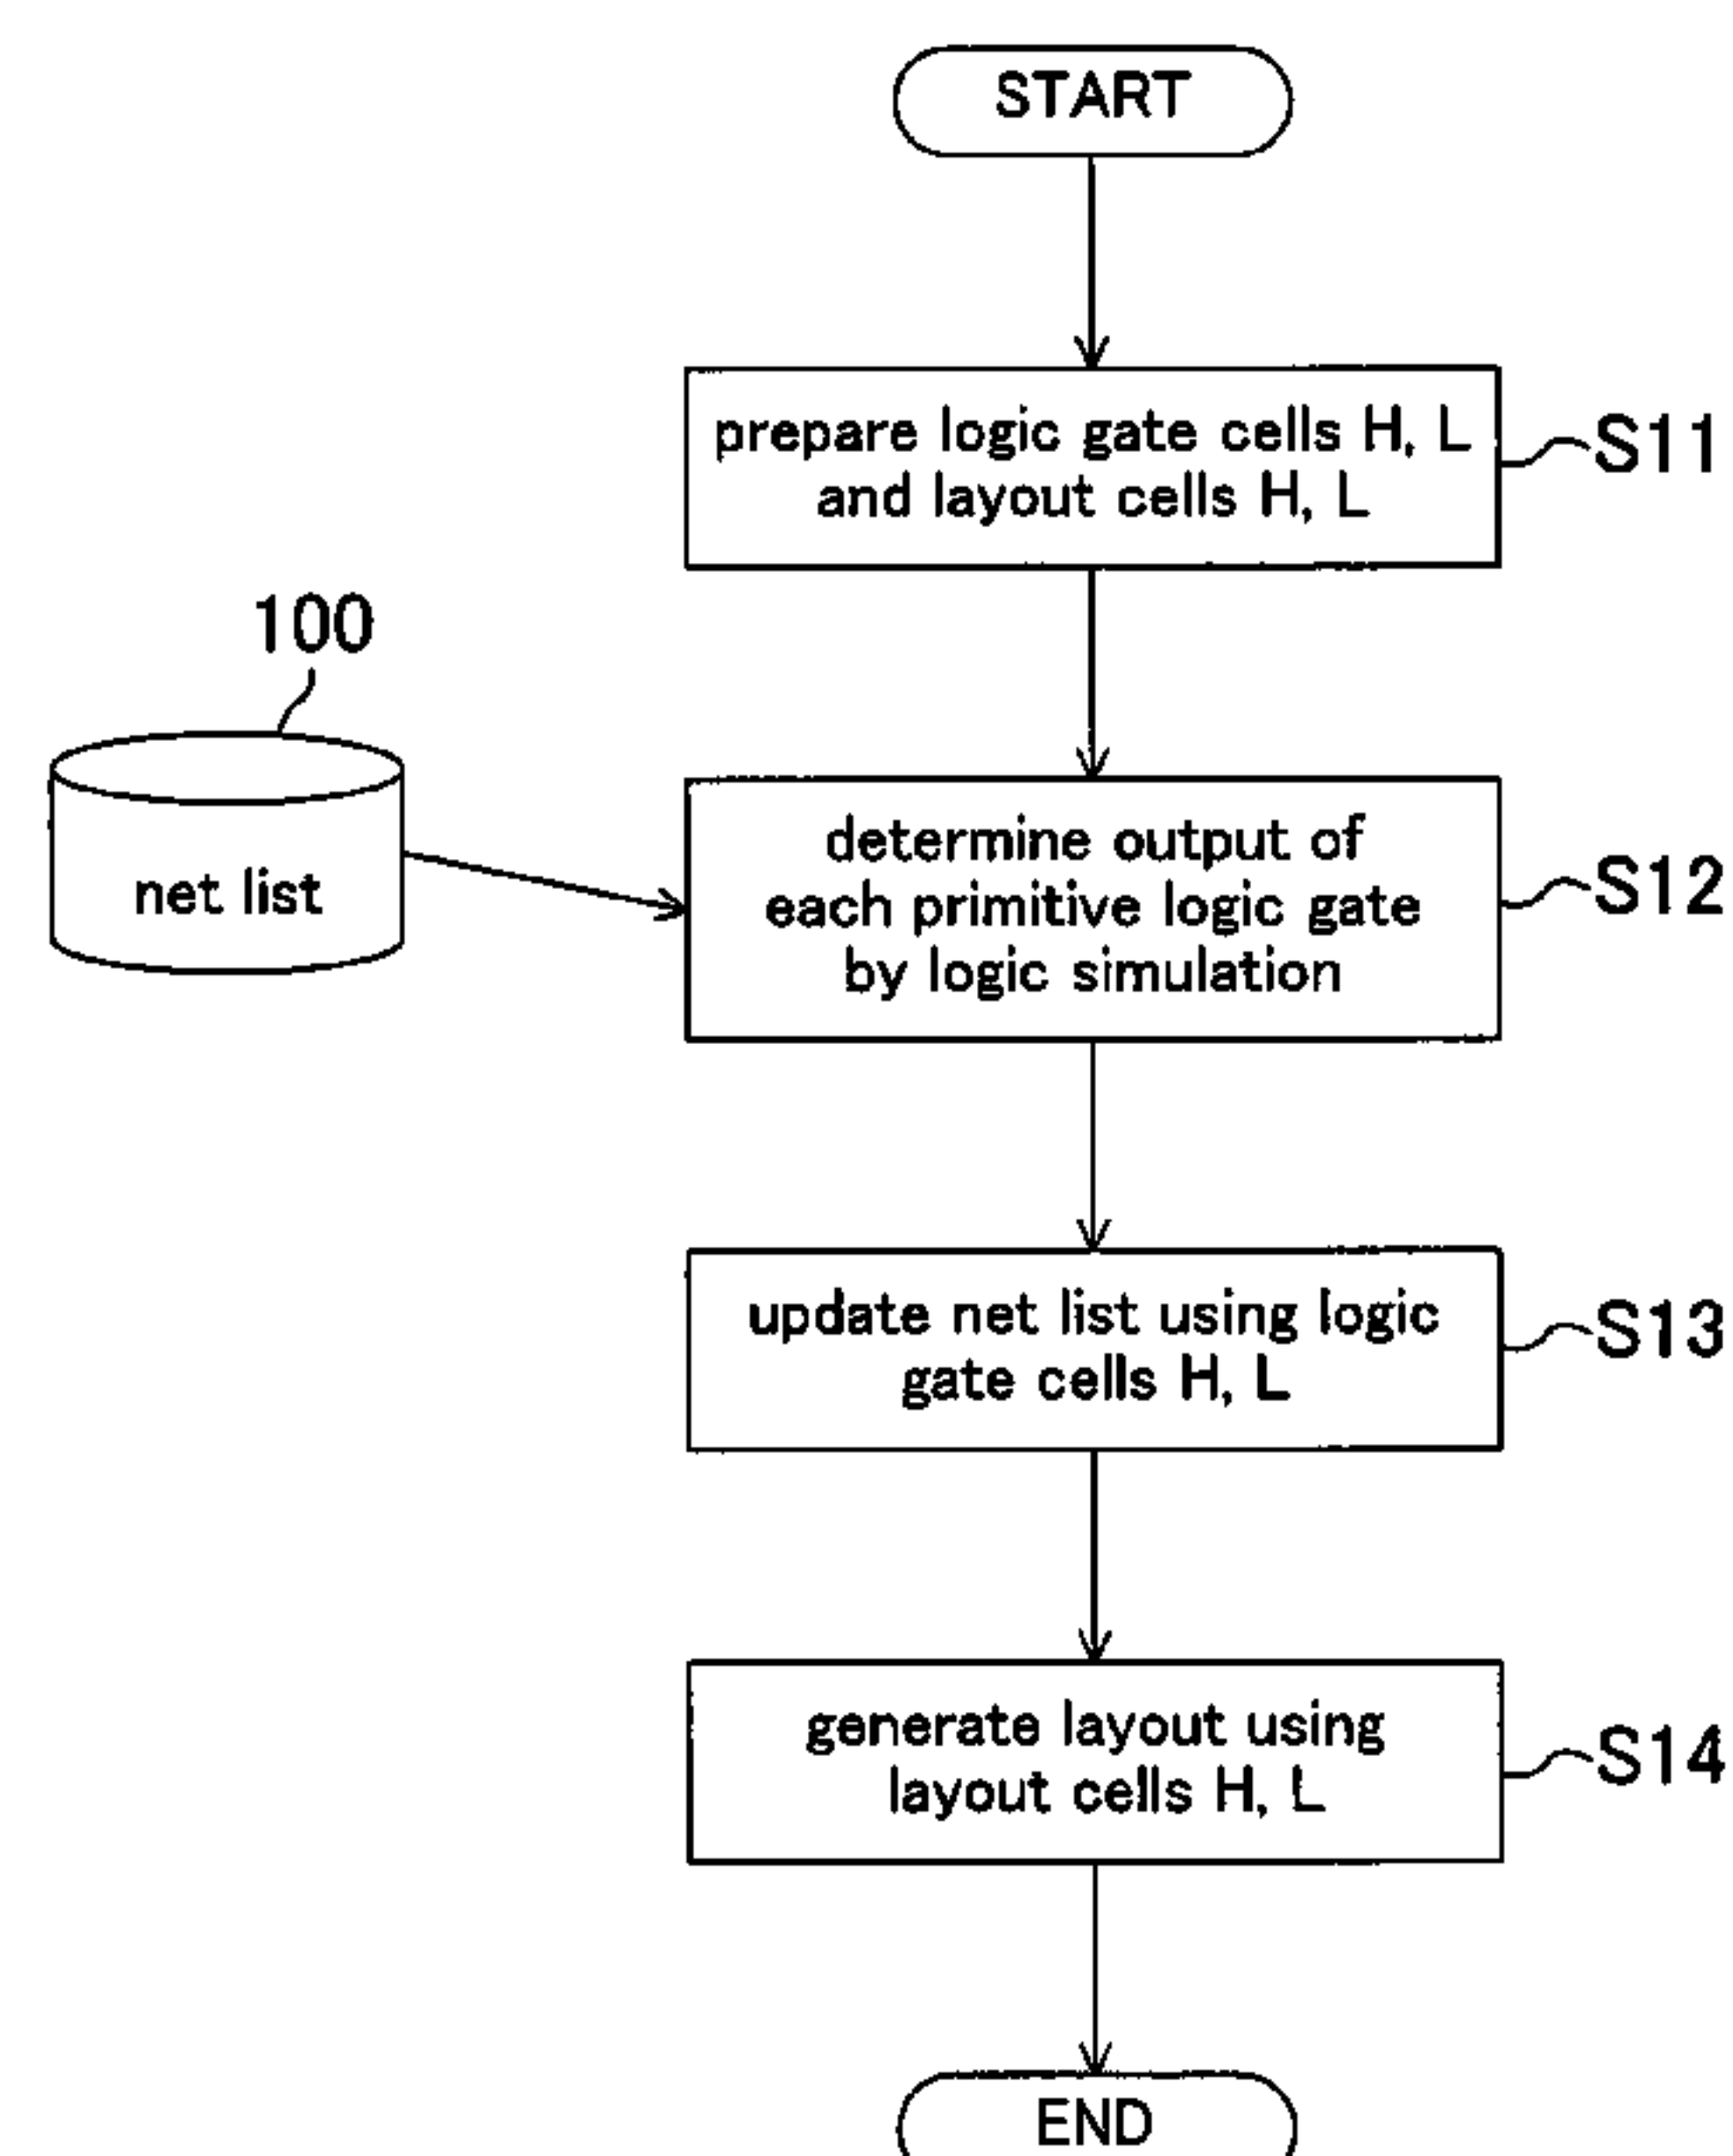 START
prepare logic gate cells H, L
and layout cells H, L
S11
100
net list
determine output of
each primitive logic gate
by logic simulation
S12
update net list using logic
gate cells H, L
S13
generate layout using
layout cells H, L
S14
END